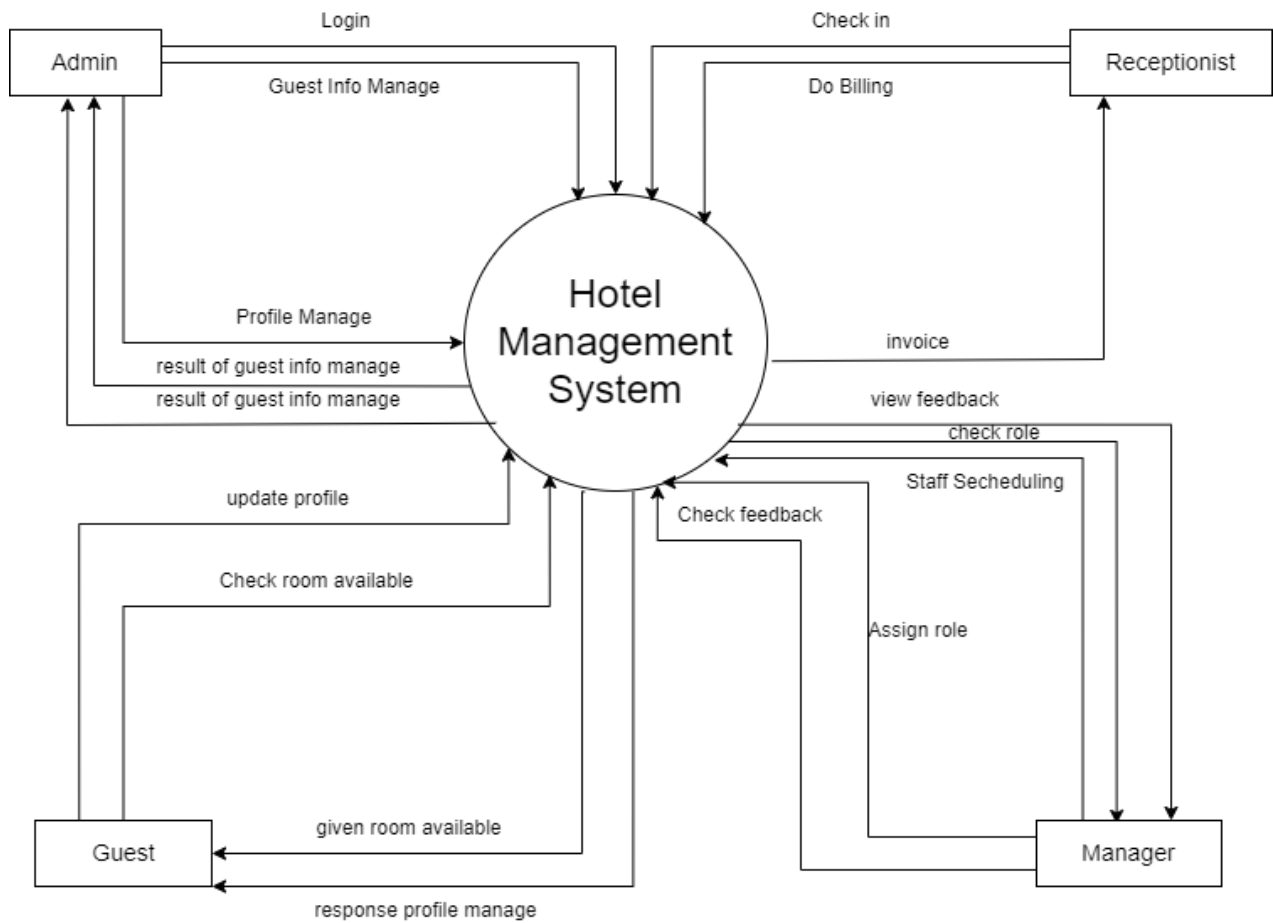 Login
Check in
Admin
Receptionist
Guest Info Manage
Do Billing
Hotel
Management
System
Profile Manage
invoice
result of guest info manage
result of guest info manage
view feedback
check role
Staff Secheduling
update profile
Check feedback
Check room available
Assign role
given room available
Guest
Manager
response profile manage